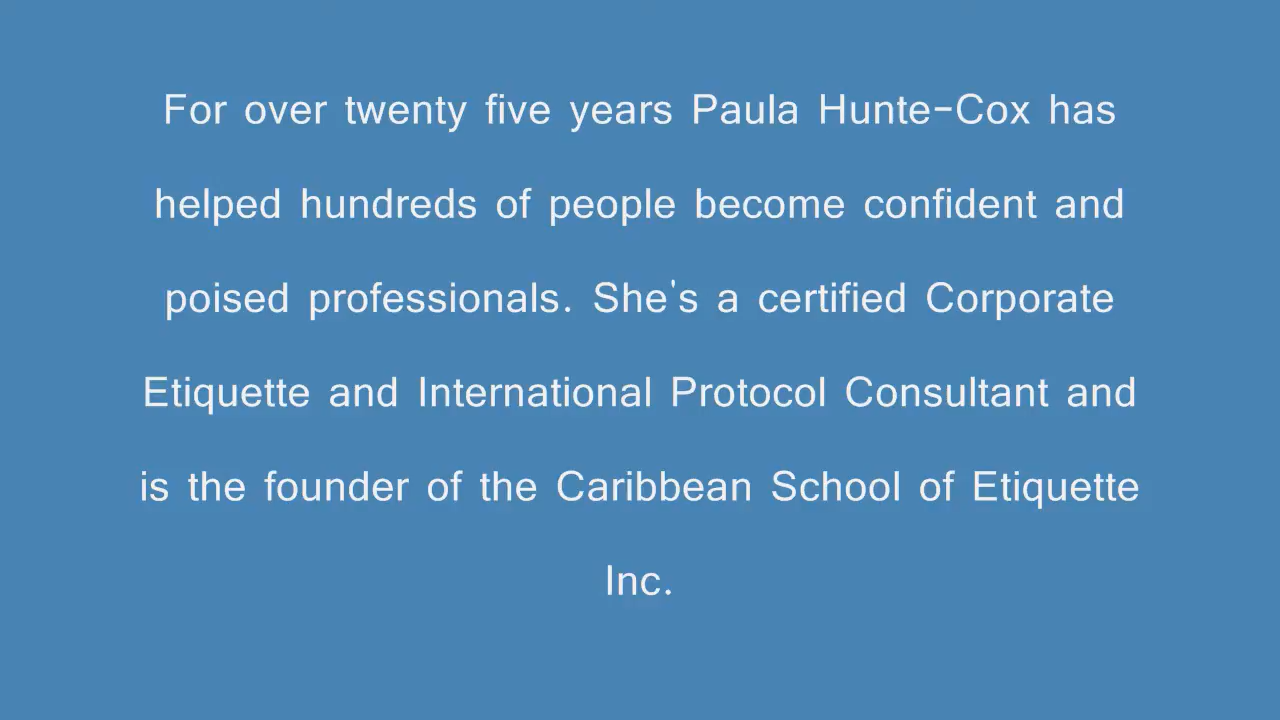 For over twenty five years Paula Hunte-Cox has
helped hundreds of people become confident and
poised professionals. She's a certified Corporate
Etiquette and International Protocol Consultant and
is the founder of the Caribbean School of Etiquette
Inc.